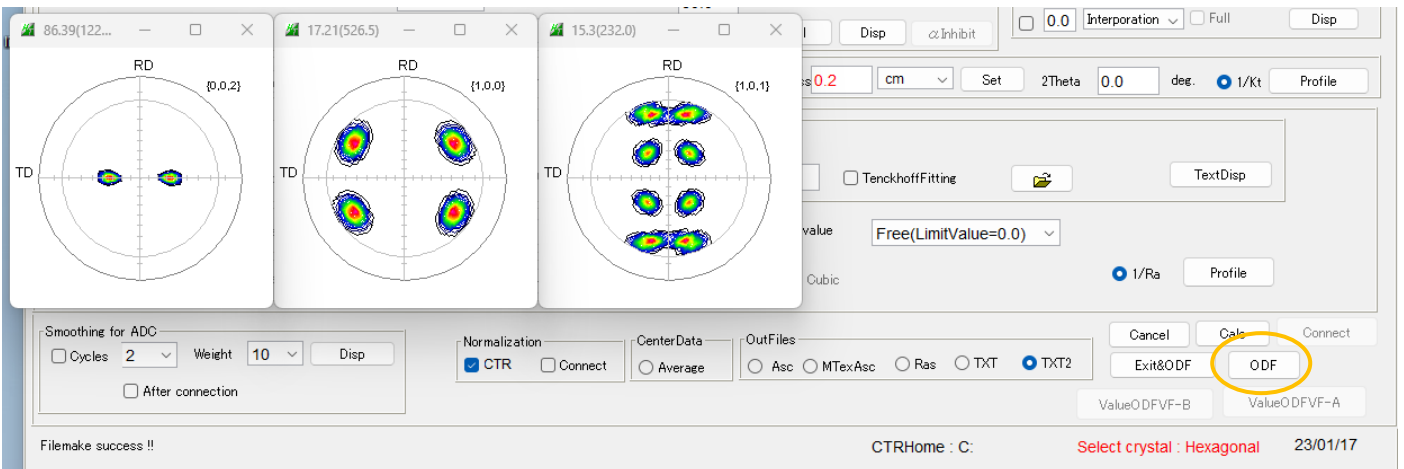 86.39(122...
17.21(526.5)
15.3(232.0)
RD
{0,0,2}
TD
RD
{1,0,0}
TD
RD
{1,0,1}
TD
Disp
αInhibit
0.0
Interporation
Full
Disp
0.2
cm
Set
2Theta
0.0
deg.
1/Kt
Profile
TenckhoffFitting
TextDisp
value
Free(LimitValue=0.0)
Cubic
1/Ra
Profile
Smoothing for ADC
Cycles
2
Weight
10
Disp
After connection
Normalization
CTR
Connect
CenterData
Average
OutFiles
Asc
MTexAsc
Ras
TXT
TXT2
Cancel
Calc
Connect
Exit&ODF
ODF
ValueODFVF-B
ValueODFVF-A
Filemake success !!
CTRHome : C:
Select crystal : Hexagonal
23/01/17